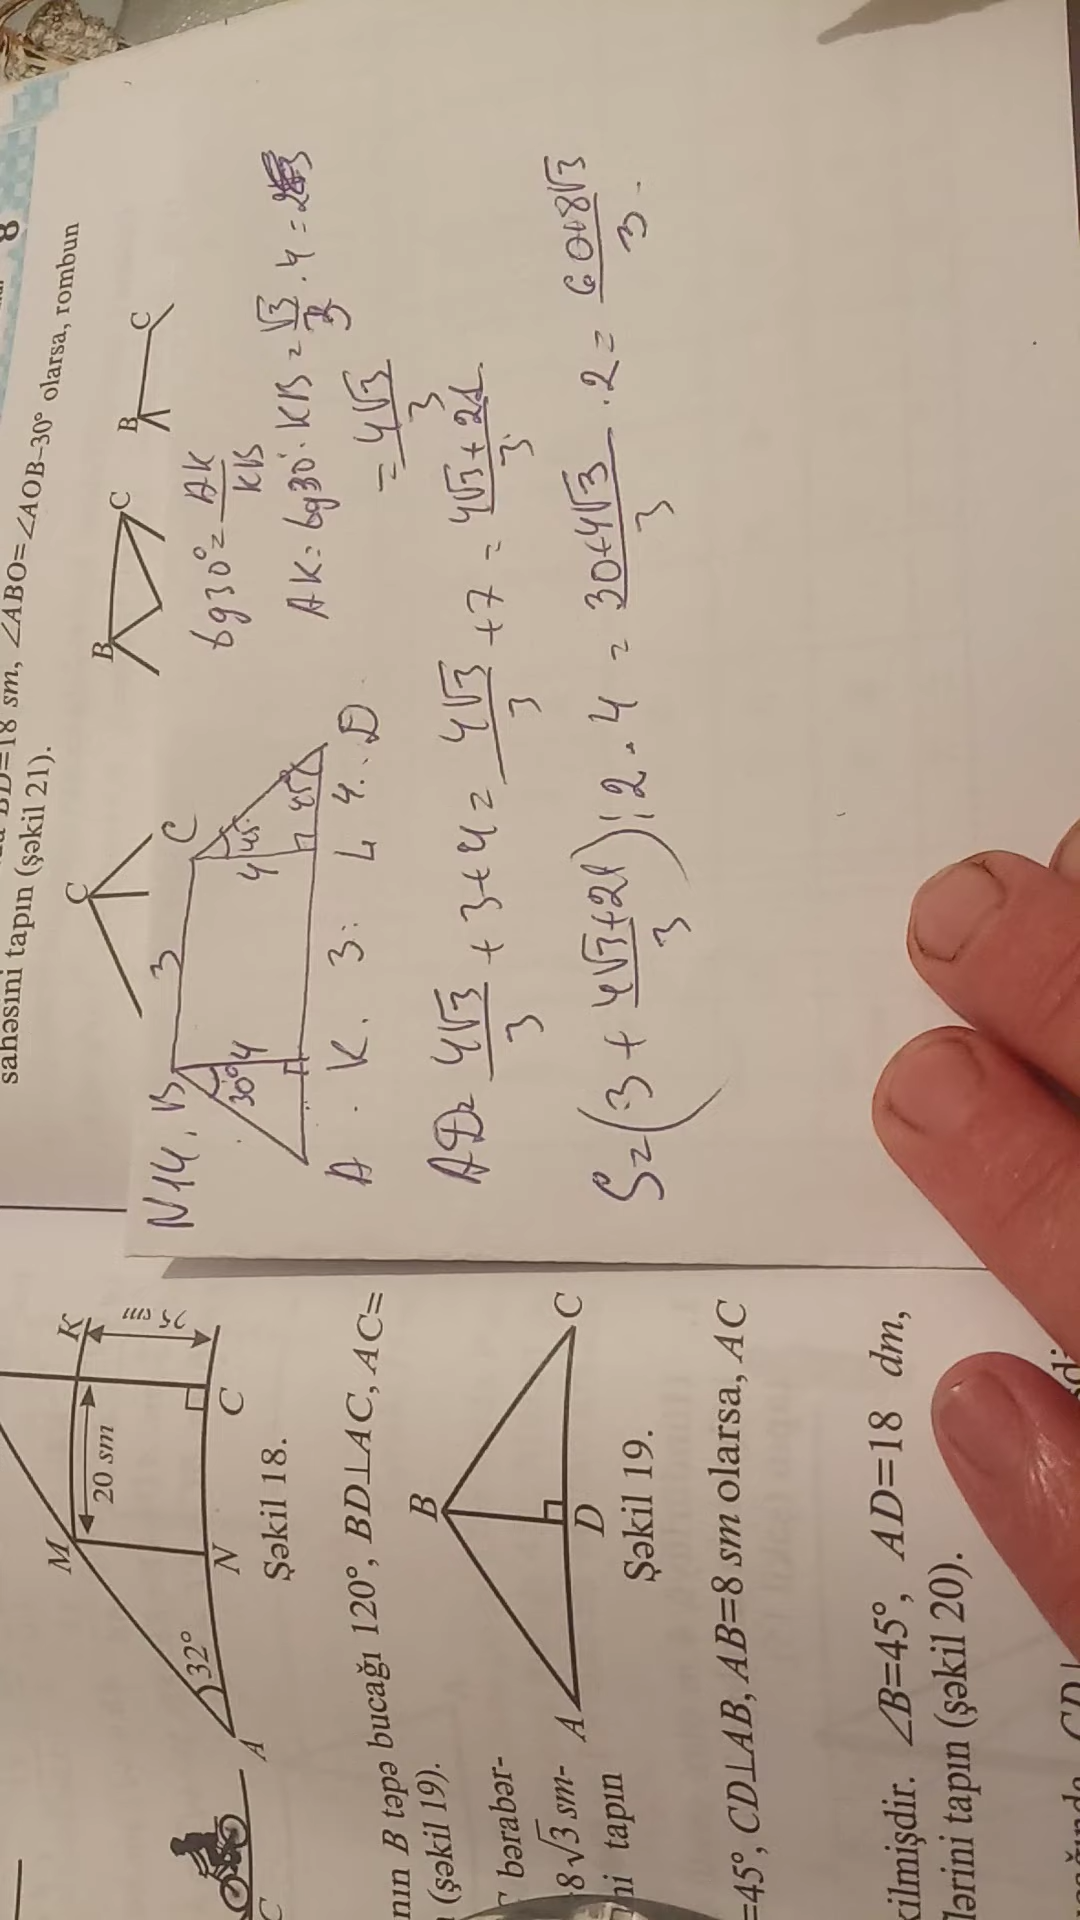 8
BD=18 sm, ∠ABO=∠AOB–30° olarsa, rombun
sahəsini tapın (şəkil 21).
C
B
C
B
C
N14.
B
3
C
30°
4
4
45
45
A
K
3
L
4
D
tg30°=AK/KB
AK=tg30°·KB=√3/3·4=
=4√3/3
AD=4√3/3+3+4=4√3/3+7=4√3+21/3
S=(3+4√3+21/3):2·4=30+4√3/3·2=60+8√3/3
M
K
20 sm
25 sm
32°
A
N
C
Şəkil 18.
C
nın B təpə bucağı 120°, BD⊥AC, AC=
(şəkil 19).
bərabər-
8√3 sm-
ni tapın
B
A
D
C
Şəkil 19.
=45°, CD⊥AB, AB=8 sm olarsa, AC
kilmişdir. ∠B=45°, AD=18 dm,
lərini tapın (şəkil 20).